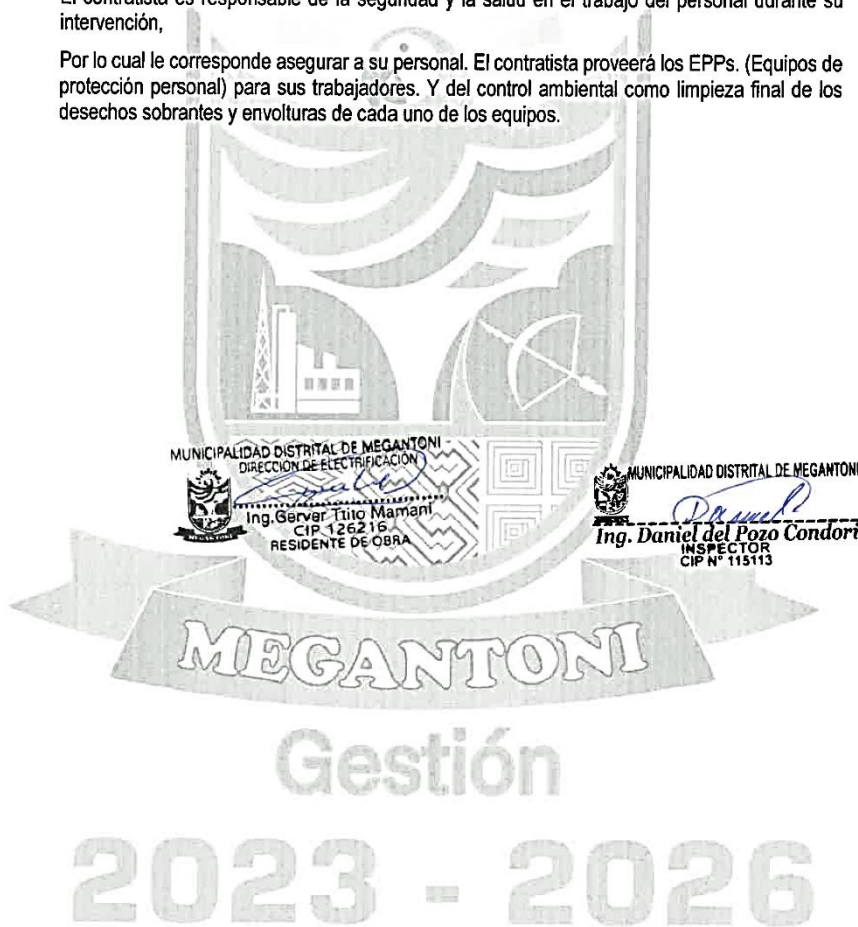 El contratista es responsable de la seguridad y la salud en el trabajo del personal durante su
intervención,
Por lo cual le corresponde asegurar a su personal. El contratista proveerá los EPPs. (Equipos de
protección personal) para sus trabajadores. Y del control ambiental como limpieza final de los
desechos sobrantes y envolturas de cada uno de los equipos.
MUNICIPALIDAD DISTRITAL DE MEGANTONI
DIRECCIÓN DE ELECTRIFICACIÓN
Ing. Gerver Ttito Mamani
CIP 126216
RESIDENTE DE OBRA
MEGANTONI
MUNICIPALIDAD DISTRITAL DE MEGANTONI
Ing. Daniel del Pozo Condori
INSPECTOR
CIP N° 115113
MEGANTONI
Gestión
2023 - 2026